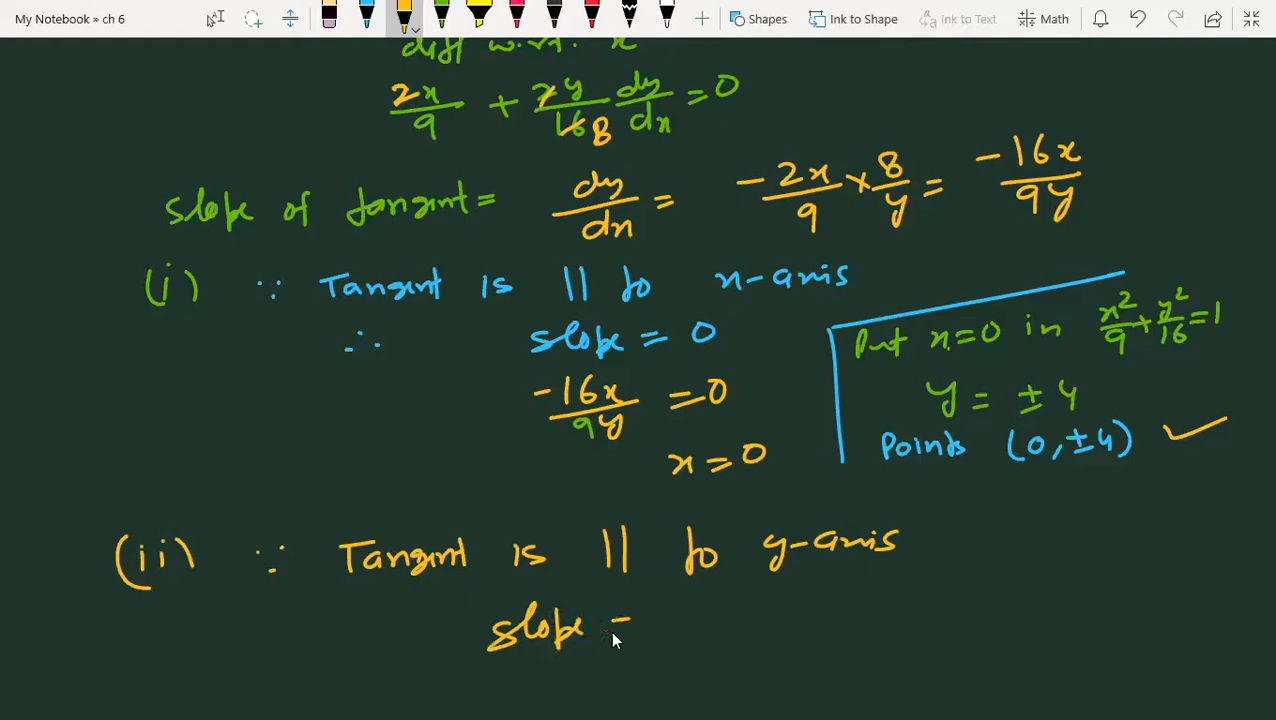 My Notebook » ch 6
Shapes
Ink to Shape
Ink to Text
Math
diff w.r.t. x
2x/9 + 2y/16 8 dy/dx = 0
slope of tangent = dy/dx = -2x/9 × 8/y = -16x/9y
(i) ∵ Tangent is || to x-axis
∴ slope = 0
-16x/9y = 0
x = 0
Put x=0 in x²/9 + y²/16 = 1
y = ± 4
Points (0, ±4) ✓
(ii) ∵ Tangent is || to y-axis
slope -